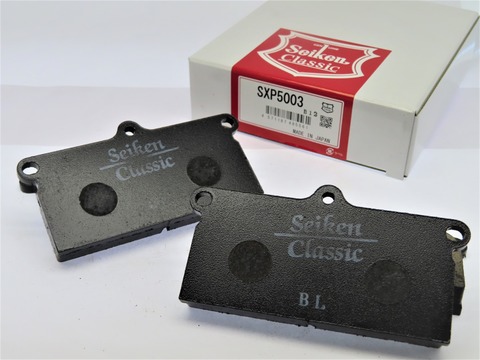 Seiken
Classic
SXP5003
MADE IN JAPAN
Seiken
Classic
Seiken
Classic
BL